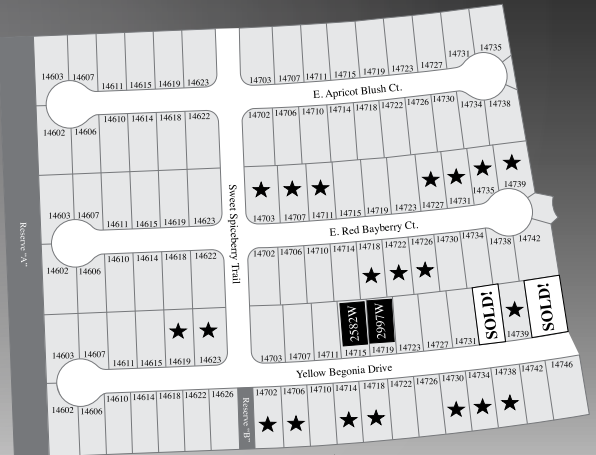 14603 14607 14611 14615 14619 14623 14703 14707 14711 14715 14719 14723 14727 14731 14735
E. Apricot Blush Ct.
14602 14606 14610 14614 14618 14622 14702 14706 14710 14714 14718 14722 14726 14730 14734 14738
Reserve "A"
Sweet Spiceberry Trail
14603 14607 14611 14615 14619 14623 14703 14707 14711 14715 14719 14723 14727 14731 14735 14739
E. Red Bayberry Ct.
14602 14606 14610 14614 14618 14622 14702 14706 14710 14714 14718 14722 14726 14730 14734 14738 14742
2582W
2997W
SOLD!
SOLD!
14603 14607 14611 14615 14619 14623 14703 14707 14711 14715 14719 14723 14727 14731 14739
Yellow Begonia Drive
14602 14606 14610 14614 14618 14622 14626 14702 14706 14710 14714 14718 14722 14726 14730 14734 14738 14742 14746
Reserve "B"